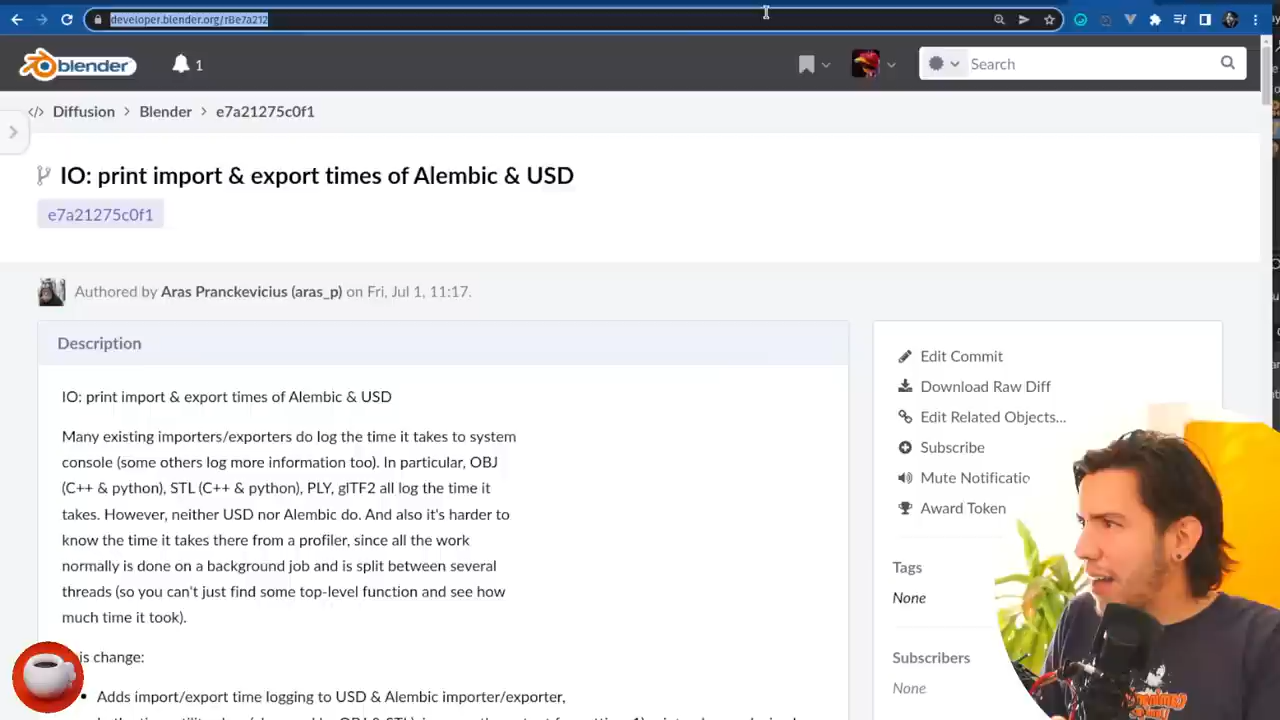 developer.blender.org/rBe7a212
blender
1
Search
Diffusion > Blender > e7a21275c0f1
IO: print import & export times of Alembic & USD
e7a21275c0f1
Authored by Aras Pranckevicius (aras_p) on Fri, Jul 1, 11:17.
Description
IO: print import & export times of Alembic & USD
Many existing importers/exporters do log the time it takes to system
console (some others log more information too). In particular, OBJ
(C++ & python), STL (C++ & python), PLY, glTF2 all log the time it
takes. However, neither USD nor Alembic do. And also it's harder to
know the time it takes there from a profiler, since all the work
normally is done on a background job and is split between several
threads (so you can't just find some top-level function and see how
much time it took).
is change:
Adds import/export time logging to USD & Alembic importer/exporter,
Edit Commit
Download Raw Diff
Edit Related Objects...
Subscribe
Mute Notificatio
Award Token
Tags
None
Subscribers
None